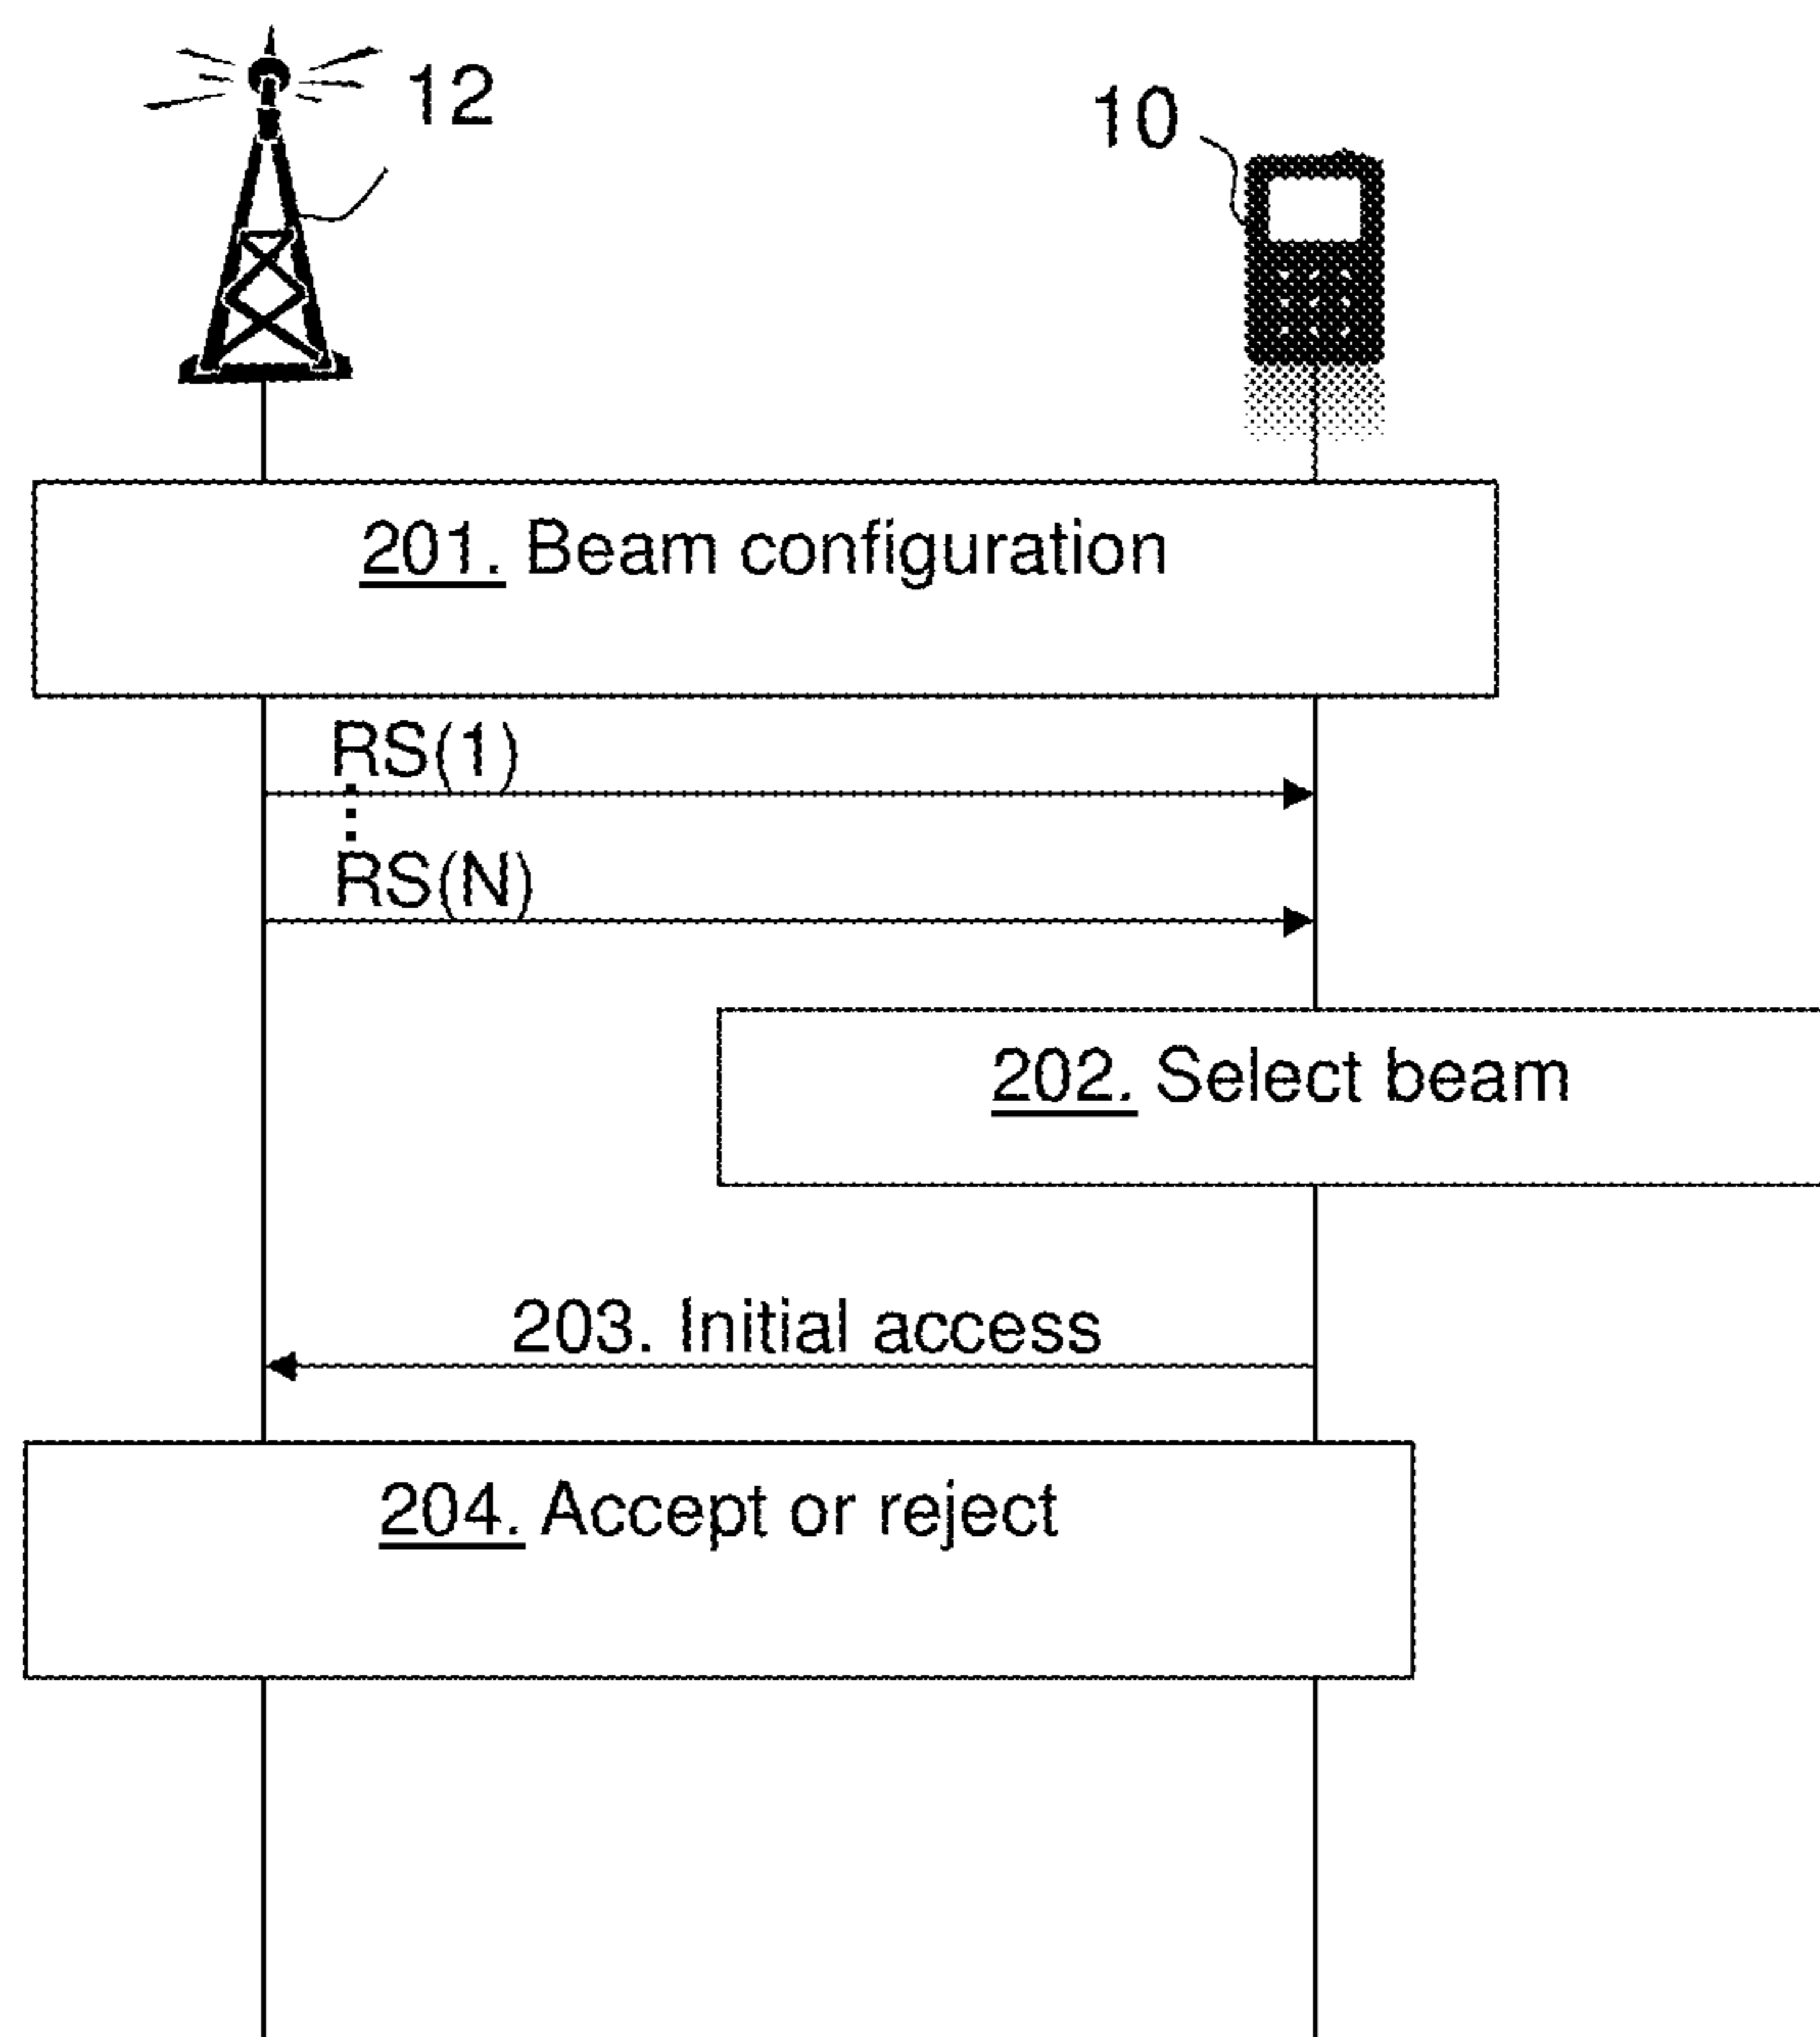 12
10
201. Beam configuration
RS(1)
RS(N)
202. Select beam
203. Initial access
204. Accept or reject